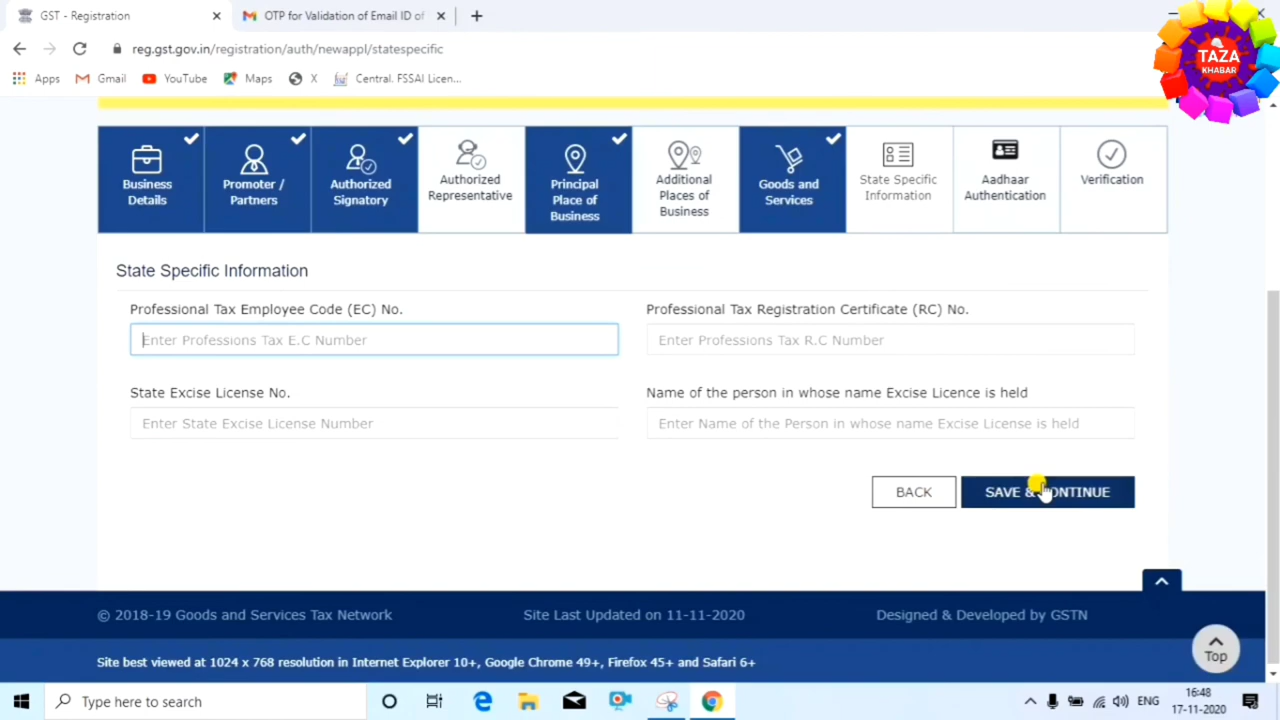 GST - Registration
OTP for Validation of Email ID of
reg.gst.gov.in/registration/auth/newappl/statespecific
Apps
Gmail
YouTube
Maps
X
Central. FSSAI Licen...
TAZA
KHABAR
Business
Details
Promoter /
Partners
Authorized
Signatory
Authorized
Representative
Principal
Place of
Business
Additional
Places of
Business
Goods and
Services
State Specific
Information
Aadhaar
Authentication
Verification
State Specific Information
Professional Tax Employee Code (EC) No.
Enter Professions Tax E.C Number
Professional Tax Registration Certificate (RC) No.
Enter Professions Tax R.C Number
State Excise License No.
Enter State Excise License Number
Name of the person in whose name Excise Licence is held
Enter Name of the Person in whose name Excise License is held
BACK
SAVE & CONTINUE
© 2018-19 Goods and Services Tax Network
Site Last Updated on 11-11-2020
Designed & Developed by GSTN
Site best viewed at 1024 x 768 resolution in Internet Explorer 10+, Google Chrome 49+, Firefox 45+ and Safari 6+
Top
Type here to search
ENG
16:48
17-11-2020